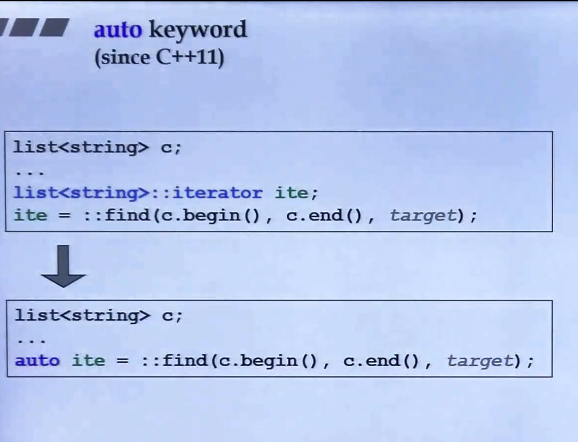 auto keyword
(since C++11)
list<string> c;
...
list<string>::iterator ite;
ite = ::find(c.begin(), c.end(), target);
list<string> c;
...
auto ite = ::find(c.begin(), c.end(), target);